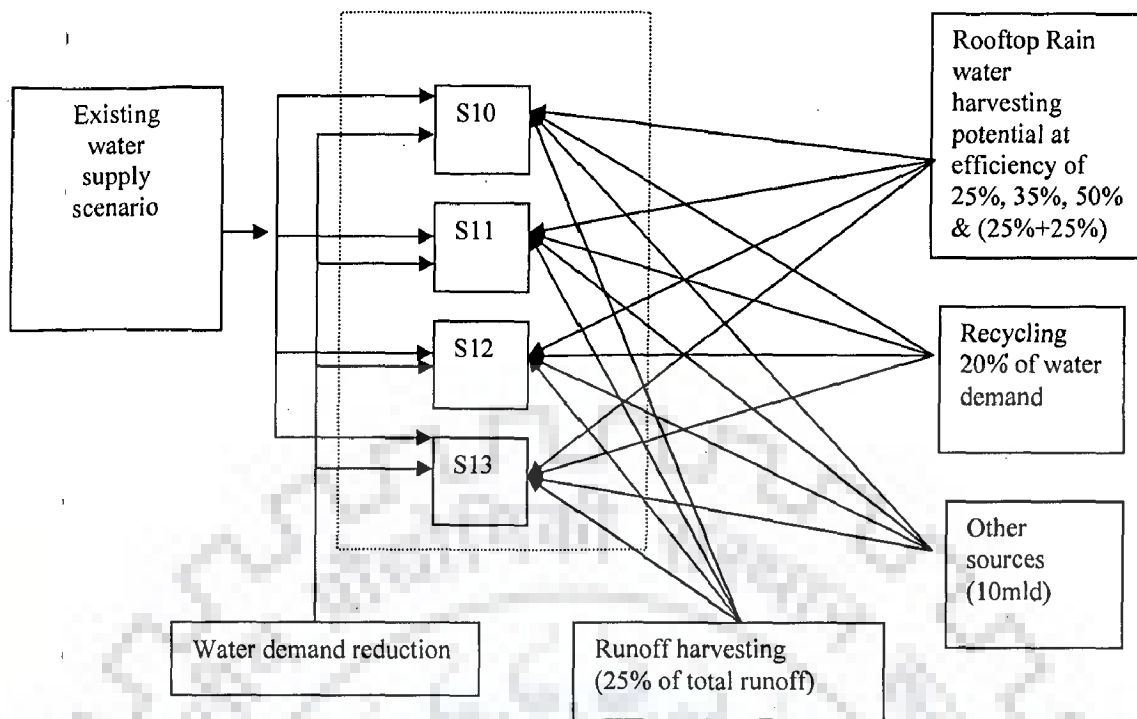 Existing
water
supply
scenario
S10
S11
S12
S13
Rooftop Rain
water
harvesting
potential at
efficiency of
25%, 35%, 50%
& (25%+25%)
Recycling
20% of water
demand
Other
sources
(10mld)
Water demand reduction
Runoff harvesting
(25% of total runoff)